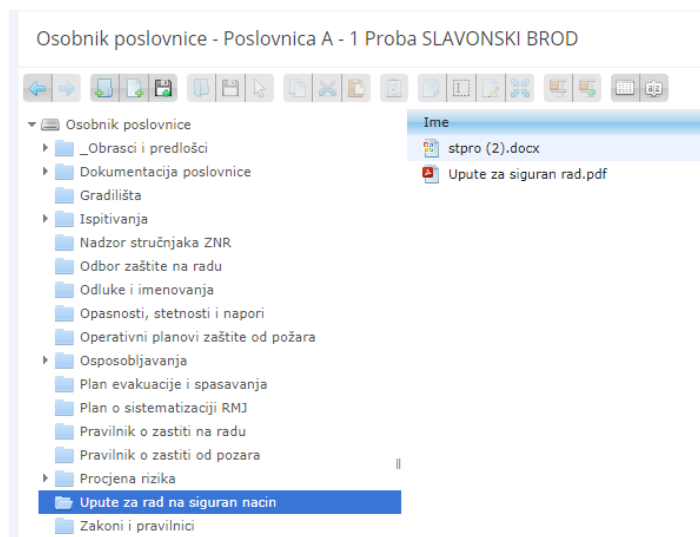 Osobnik poslovnice - Poslovnica A - 1 Proba SLAVONSKI BROD
Osobnik poslovnice
_Obrasci i predlošci
Dokumentacija poslovnice
Gradilišta
Ispitivanja
Nadzor stručnjaka ZNR
Odbor zaštite na radu
Odluke i imenovanja
Opasnosti, stetnosti i napori
Operativni planovi zaštite od požara
Osposobljavanja
Plan evakuacije i spasavanja
Plan o sistematizaciji RMJ
Pravilnik o zastiti na radu
Pravilnik o zastiti od pozara
Procjena rizika
Upute za rad na siguran nacin
Zakoni i pravilnici
Ime
stpro (2).docx
Upute za siguran rad.pdf